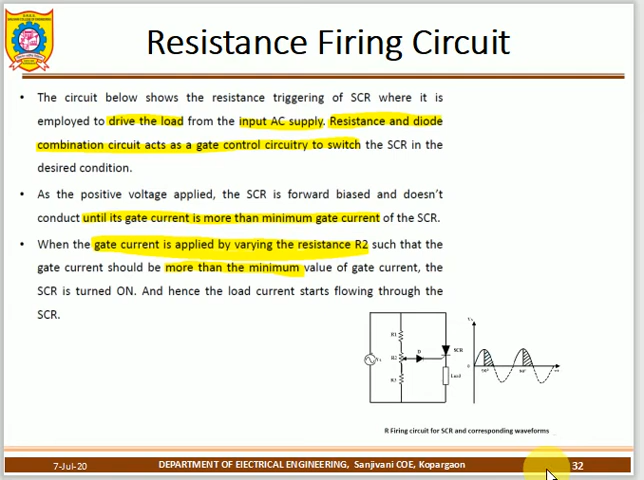 Resistance Firing Circuit
• The circuit below shows the resistance triggering of SCR where it is
employed to drive the load from the input AC supply. Resistance and diode
combination circuit acts as a gate control circuitry to switch the SCR in the
desired condition.
• As the positive voltage applied, the SCR is forward biased and doesn't
conduct until its gate current is more than minimum gate current of the SCR.
• When the gate current is applied by varying the resistance R2 such that the
gate current should be more than the minimum value of gate current, the
SCR is turned ON. And hence the load current starts flowing through the
SCR.
R1
R2
D
SCR
Load
R Firing circuit for SCR and corresponding waveforms
7-Jul-20
DEPARTMENT OF ELECTRICAL ENGINEERING, Sanjivani COE, Kopargaon
32